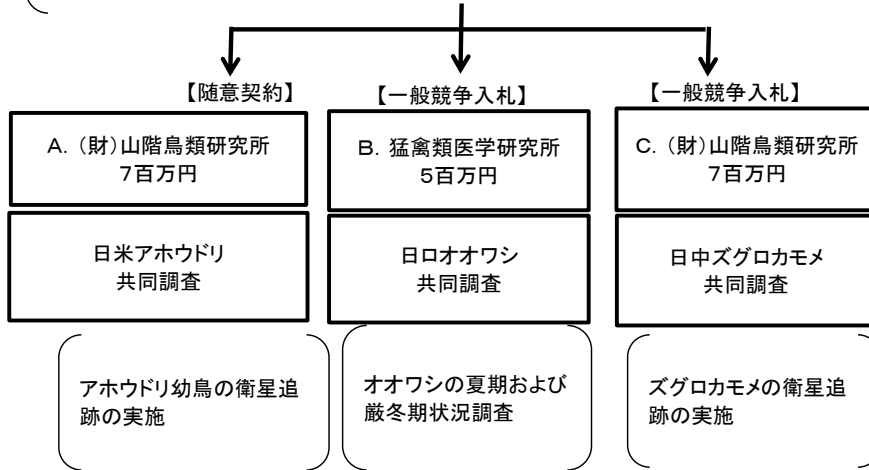 【随意契約】
A.（財）山階鳥類研究所
７百万円
日米アホウドリ
共同調査
アホウドリ幼鳥の衛星追
跡の実施
【一般競争入札】
B．猛禽類医学研究所
５百万円
日ロオオワシ
共同調査
オオワシの夏期および
厳冬期状況調査
【一般競争入札】
C．（財）山階鳥類研究所
７百万円
日中ズグロカモメ
共同調査
ズグロカモメの衛星追
跡の実施